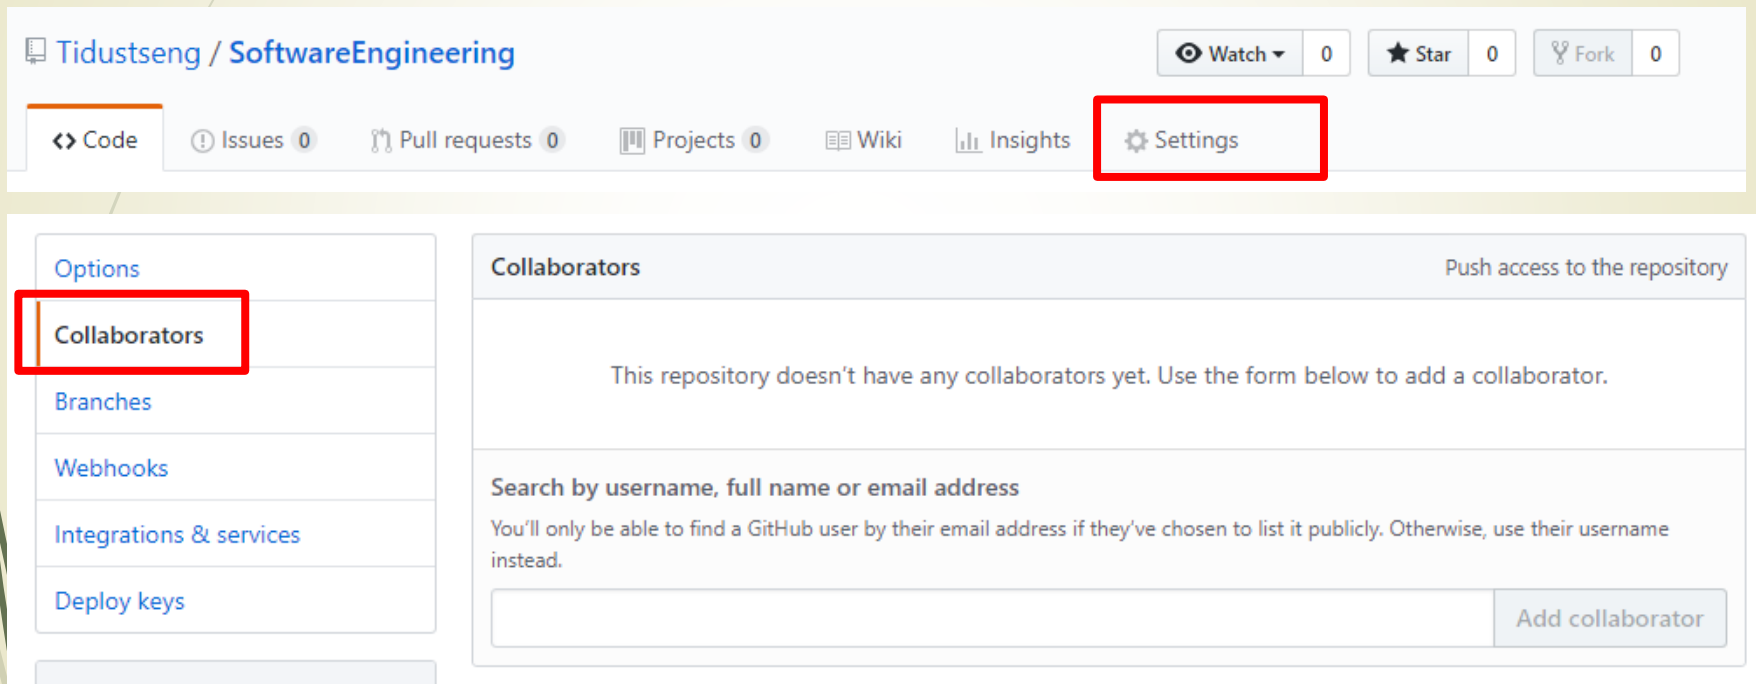 Tidustseng / SoftwareEngineering
Watch 0 Star 0 Fork 0
Code Issues 0 Pull requests 0 Projects 0 Wiki Insights Settings
Options
Collaborators
Branches
Webhooks
Integrations & services
Deploy keys
Collaborators Push access to the repository
This repository doesn't have any collaborators yet. Use the form below to add a collaborator.
Search by username, full name or email address
You'll only be able to find a GitHub user by their email address if they've chosen to list it publicly. Otherwise, use their username
instead.
Add collaborator